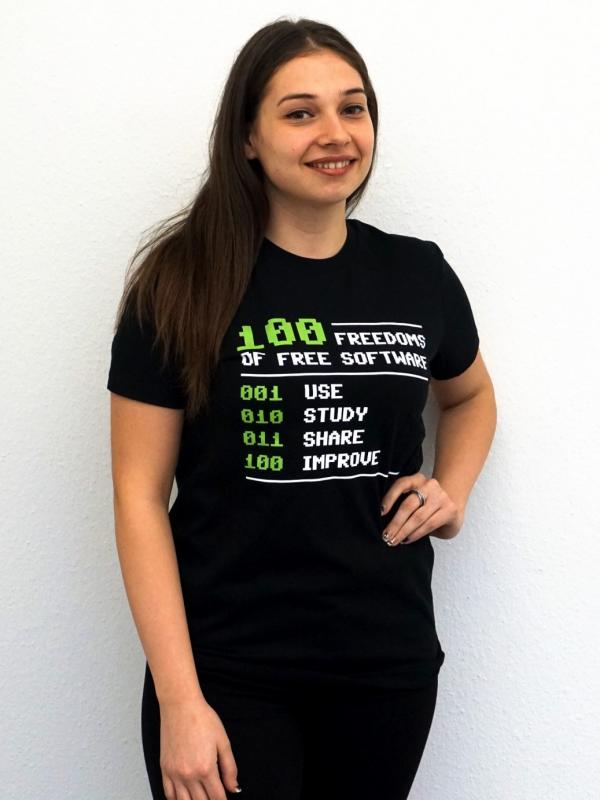 100 FREEDOMS
OF FREE SOFTWARE
001 USE
010 STUDY
011 SHARE
100 IMPROVE